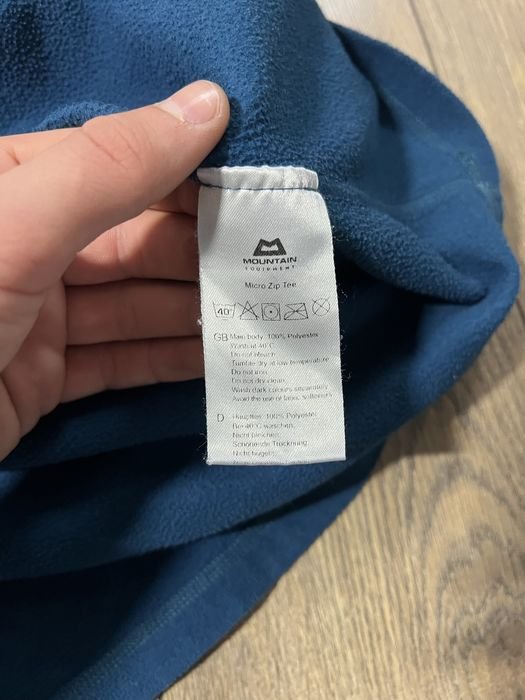 MOUNTAIN
EQUIPMENT
Micro Zip Tee
40°
GB Main body: 100% Polyester
Wash at 40°C
Do not bleach
Tumble dry at low temperature
Do not iron
Do not dry clean
Wash dark colours separately
Avoid the use of fabric softeners
D Hauptteil: 100% Polyester
Bei 40°C waschen
Nicht bleichen
Schonende Trocknung
Nicht bügeln